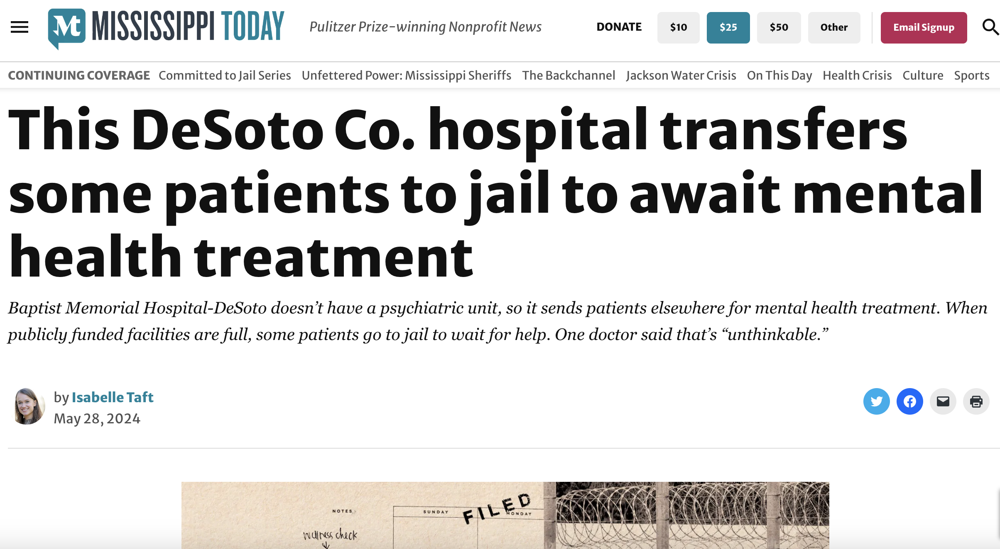 Mt MISSISSIPPI TODAY Pulitzer Prize-winning Nonprofit News DONATE $10 $25 $50 Other Email Signup
CONTINUING COVERAGE Committed to Jail Series Unfettered Power: Mississippi Sheriffs The Backchannel Jackson Water Crisis On This Day Health Crisis Culture Sports
This DeSoto Co. hospital transfers
some patients to jail to await mental
health treatment
Baptist Memorial Hospital-DeSoto doesn’t have a psychiatric unit, so it sends patients elsewhere for mental health treatment. When
publicly funded facilities are full, some patients go to jail to wait for help. One doctor said that’s “unthinkable.”
by Isabelle Taft
May 28, 2024
FILED
NOTES SUNDAY MONDAY
wellness check